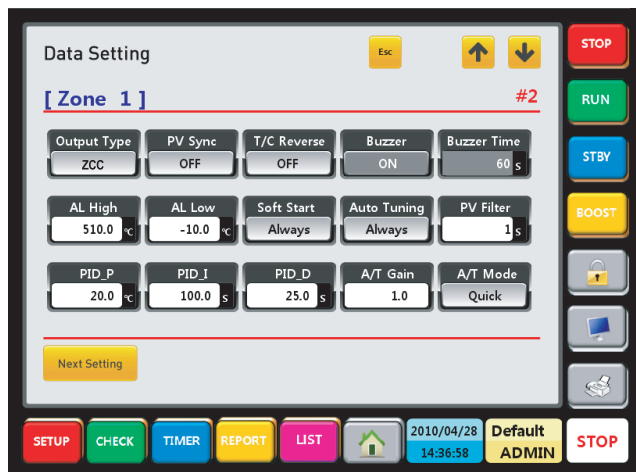 Data Setting
Esc
[ Zone 1 ]
#2
Output Type PV Sync T/C Reverse Buzzer Buzzer Time
ZCC OFF OFF ON 60 s
AL High AL Low Soft Start Auto Tuning PV Filter
510.0 ℃ -10.0 ℃ Always Always 1 s
PID_P PID_I PID_D A/T Gain A/T Mode
20.0 ℃ 100.0 s 25.0 s 1.0 Quick
Next Setting
STOP
RUN
STBY
BOOST
SETUP CHECK TIMER REPORT LIST
2010/04/28
14:36:58
Default
ADMIN
STOP